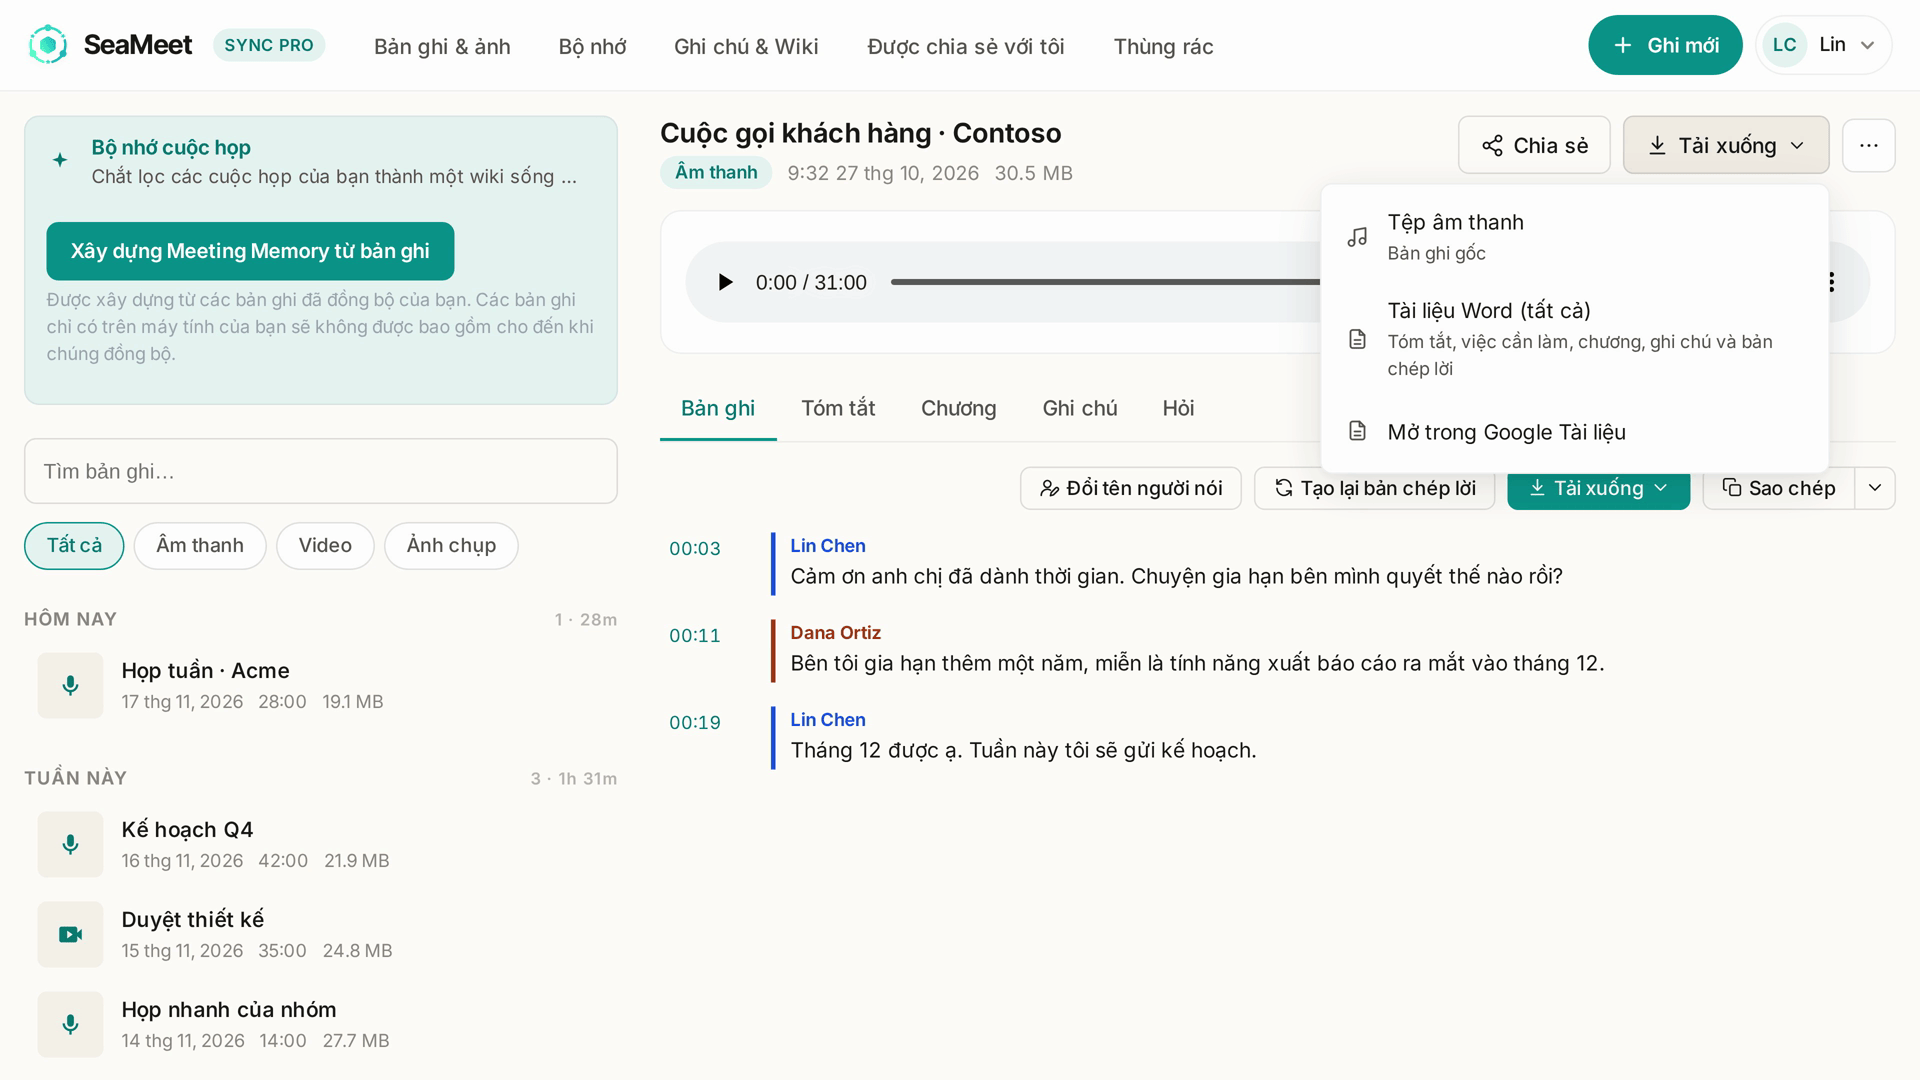 SeaMeet
SYNC PRO
Bản ghi & ảnh
Bộ nhớ
Ghi chú & Wiki
Được chia sẻ với tôi
Thùng rác
Ghi mới
LC
Lin
Bộ nhớ cuộc họp
Chắt lọc các cuộc họp của bạn thành một wiki sống ...
Xây dựng Meeting Memory từ bản ghi
Được xây dựng từ các bản ghi đã đồng bộ của bạn. Các bản ghi
chỉ có trên máy tính của bạn sẽ không được bao gồm cho đến khi
chúng đồng bộ.
Tìm bản ghi...
Tất cả
Âm thanh
Video
Ảnh chụp
HÔM NAY
1 · 28m
Họp tuần · Acme
17 thg 11, 2026 28:00 19.1 MB
TUẦN NÀY
3 · 1h 31m
Kế hoạch Q4
16 thg 11, 2026 42:00 21.9 MB
Duyệt thiết kế
15 thg 11, 2026 35:00 24.8 MB
Họp nhanh của nhóm
14 thg 11, 2026 14:00 27.7 MB
Cuộc gọi khách hàng · Contoso
Âm thanh
9:32 27 thg 10, 2026 30.5 MB
Chia sẻ
Tải xuống
Tệp âm thanh
Bản ghi gốc
Tài liệu Word (tất cả)
Tóm tắt, việc cần làm, chương, ghi chú và bản
chép lời
Mở trong Google Tài liệu
0:00 / 31:00
Bản ghi
Tóm tắt
Chương
Ghi chú
Hỏi
Đổi tên người nói
Tạo lại bản chép lời
Tải xuống
Sao chép
00:03
Lin Chen
Cảm ơn anh chị đã dành thời gian. Chuyện gia hạn bên mình quyết thế nào rồi?
00:11
Dana Ortiz
Bên tôi gia hạn thêm một năm, miễn là tính năng xuất báo cáo ra mắt vào tháng 12.
00:19
Lin Chen
Tháng 12 được ạ. Tuần này tôi sẽ gửi kế hoạch.